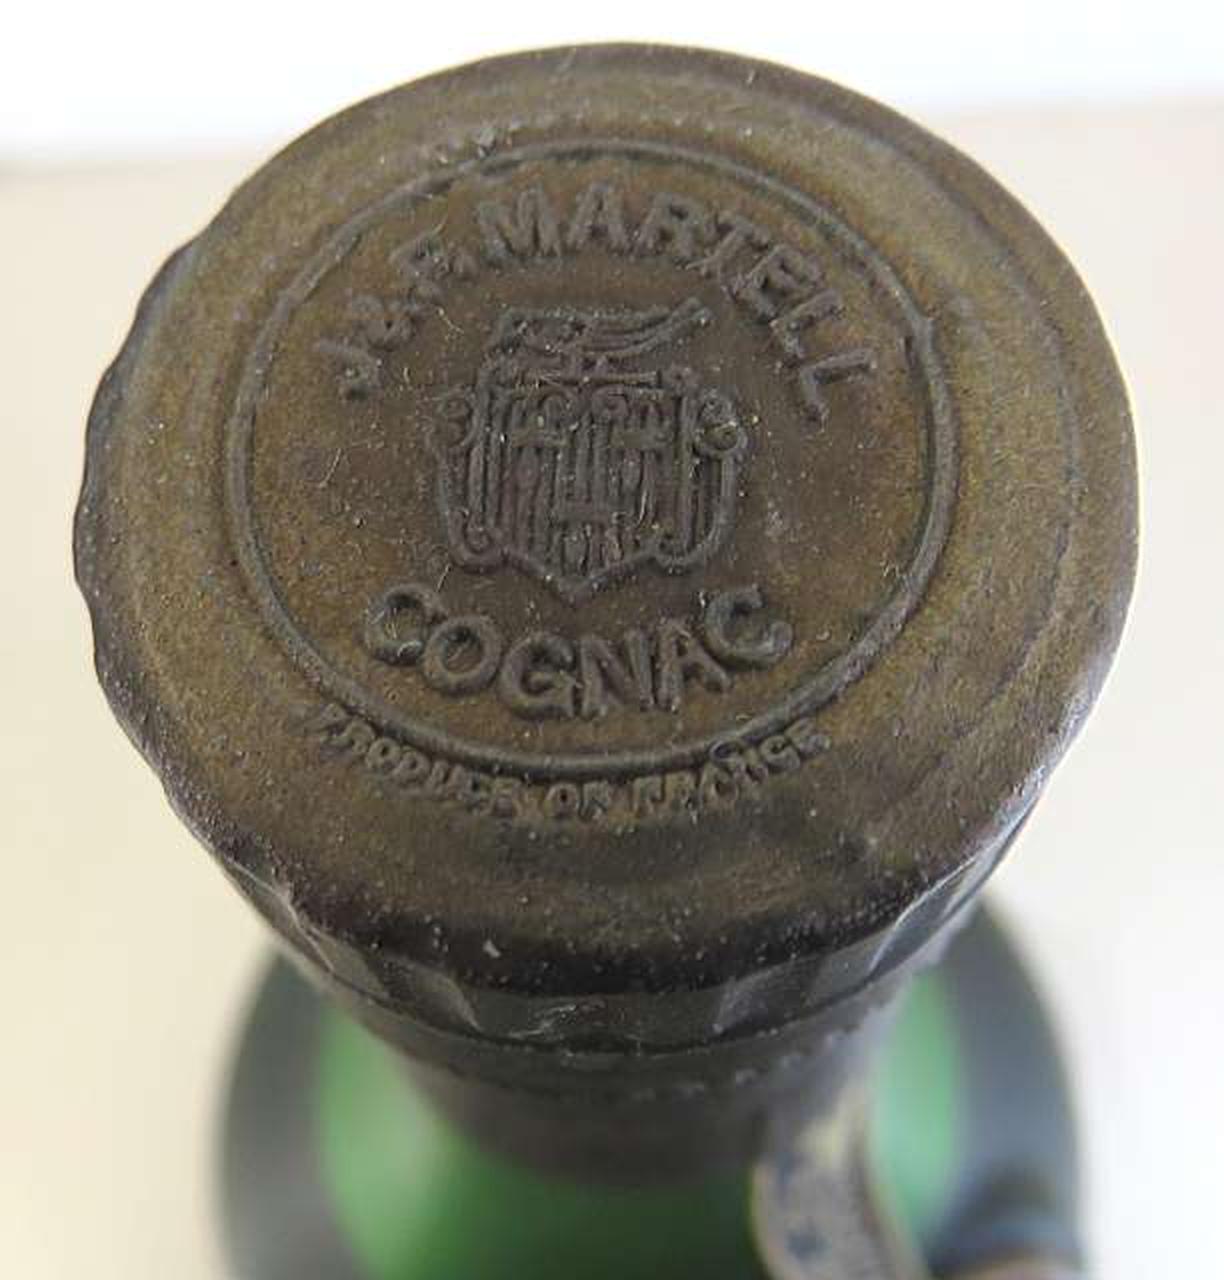 J & F. MARTELL
COGNAC
PRODUCE OF FRANCE